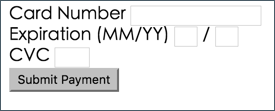 Card Number
Expiration (MM/YY) /
CVC
Submit Payment